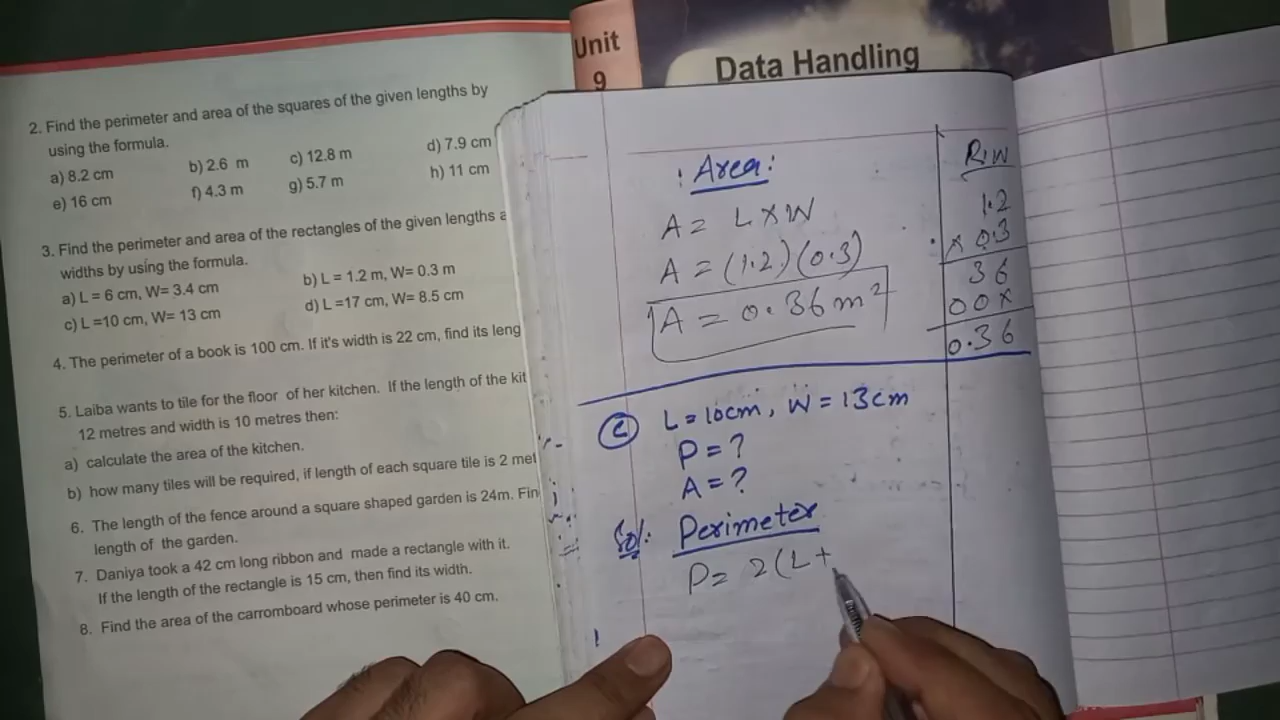 Unit
9
Data Handling
2. Find the perimeter and area of the squares of the given lengths by
using the formula.
a) 8.2 cm b) 2.6 m c) 12.8 m d) 7.9 cm
e) 16 cm f) 4.3 m g) 5.7 m h) 11 cm
3. Find the perimeter and area of the rectangles of the given lengths
widths by using the formula.
a) L = 6 cm, W= 3.4 cm b) L = 1.2 m, W= 0.3 m
c) L =10 cm, W= 13 cm d) L =17 cm, W= 8.5 cm
4. The perimeter of a book is 100 cm. If it's width is 22 cm, find its
5. Laiba wants to tile for the floor of her kitchen. If the length of the
12 metres and width is 10 metres then:
a) calculate the area of the kitchen.
b) how many tiles will be required, if length of each square tile is 2
6. The length of the fence around a square shaped garden is 24m.
length of the garden.
7. Daniya took a 42 cm long ribbon and made a rectangle with it.
If the length of the rectangle is 15 cm, then find its width.
8. Find the area of the carromboard whose perimeter is 40 cm.
: Area:
A = L X W
A = (1.2) (0.3)
A = 0.36 m²
R.W
1.2
x 0.3
36
00x
0.36
c L = 10cm, W = 13cm
P = ?
A = ?
Sol: Perimeter
P = 2(L +